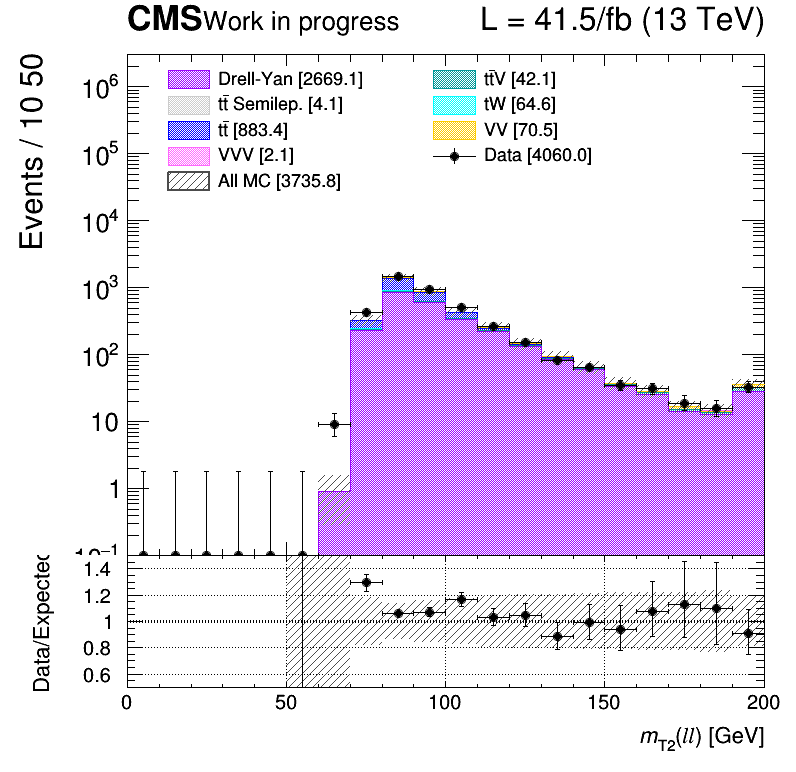 CMS Work in progress L = 41.5/fb (13 TeV)
Events / 10 50
Drell-Yan [2669.1] tt̄V [42.1]
tt̄ Semilep. [4.1] tW [64.6]
tt̄ [883.4] VV [70.5]
VVV [2.1] Data [4060.0]
All MC [3735.8]
10⁶
10⁵
10⁴
10³
10²
10
1
10⁻¹
Data/Expected
1.4
1.2
1
0.8
0.6
0 50 100 150 200
m_T2(ll) [GeV]